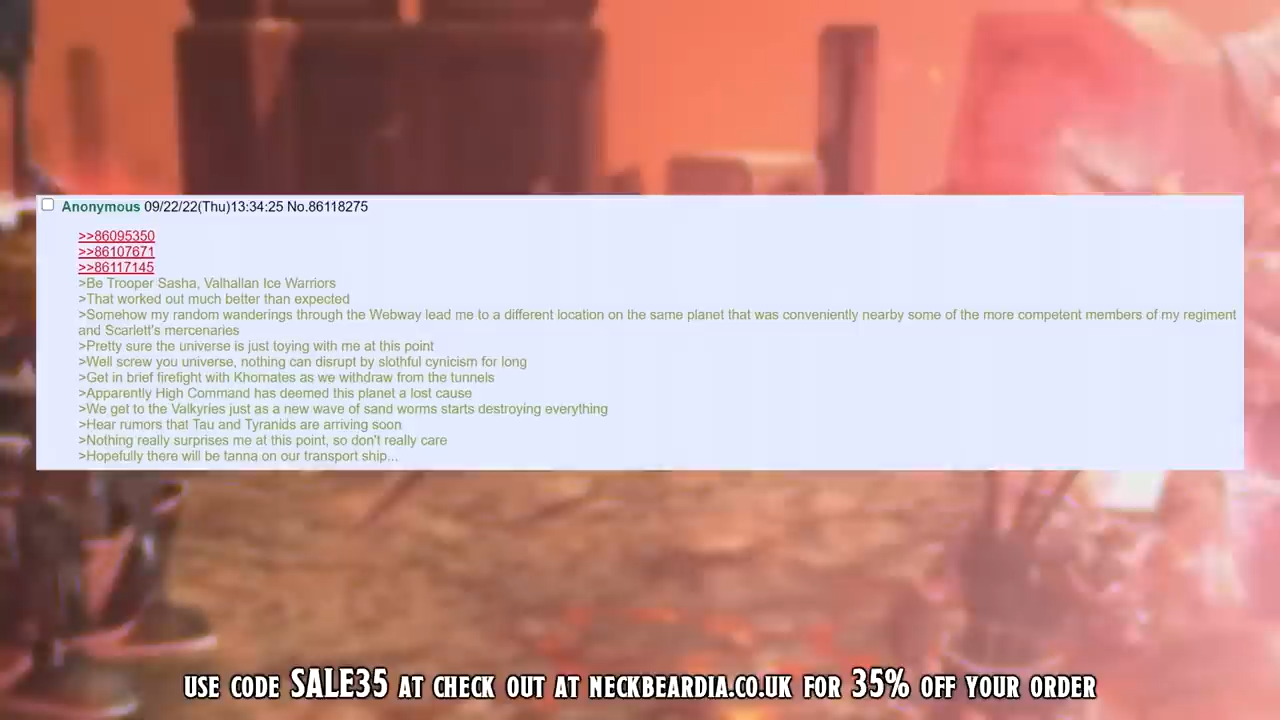 Anonymous 09/22/22(Thu)13:34:25 No.86118275
>>86095350
>>86107671
>>86117145
>Be Trooper Sasha, Valhallan Ice Warriors
>That worked out much better than expected
>Somehow my random wanderings through the Webway lead me to a different location on the same planet that was conveniently nearby some of the more competent members of my regiment
and Scarlett's mercenaries
>Pretty sure the universe is just toying with me at this point
>Well screw you universe, nothing can disrupt by slothful cynicism for long
>Get in brief firefight with Khornates as we withdraw from the tunnels
>Apparently High Command has deemed this planet a lost cause
>We get to the Valkyries just as a new wave of sand worms starts destroying everything
>Hear rumors that Tau and Tyranids are arriving soon
>Nothing really surprises me at this point, so don't really care
>Hopefully there will be tanna on our transport ship...
USE CODE SALE35 AT CHECK OUT AT NECKBEARDIA.CO.UK FOR 35% OFF YOUR ORDER